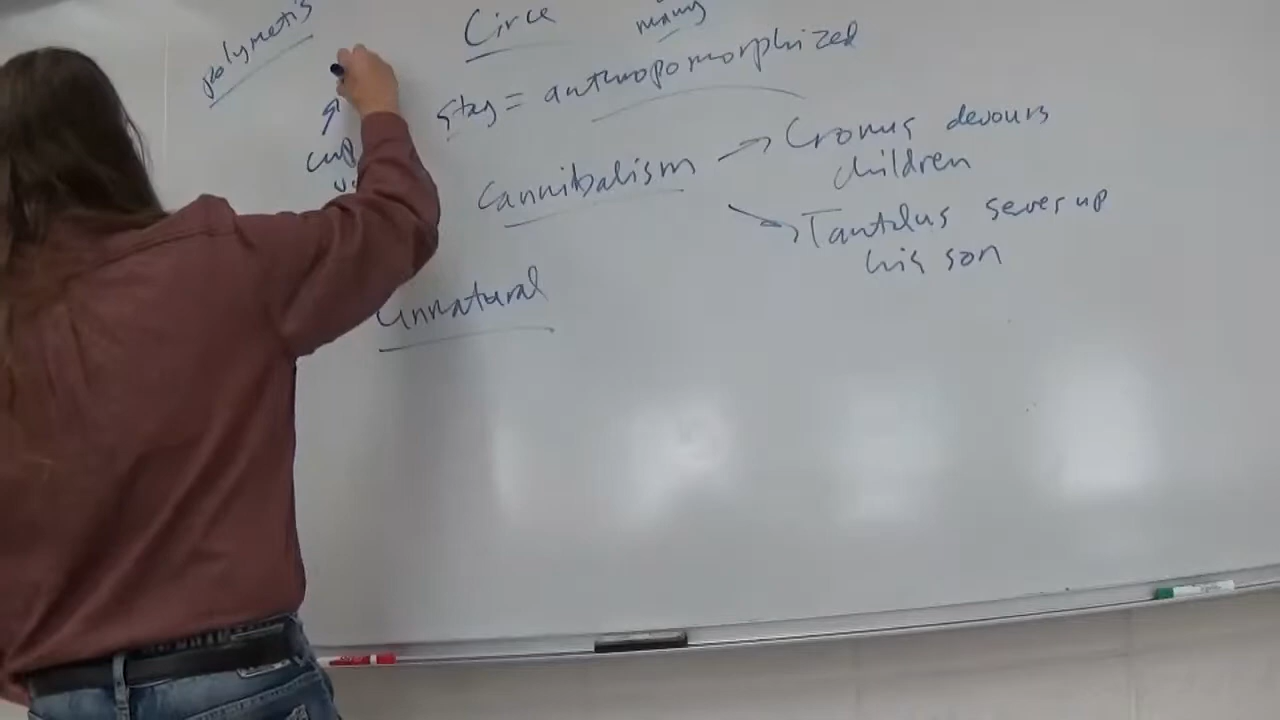 polymetis
Circe
many
stag = anthropomorphized
Cannibalism → Cronus devours
children
Tantalus serves up
his son
unnatural